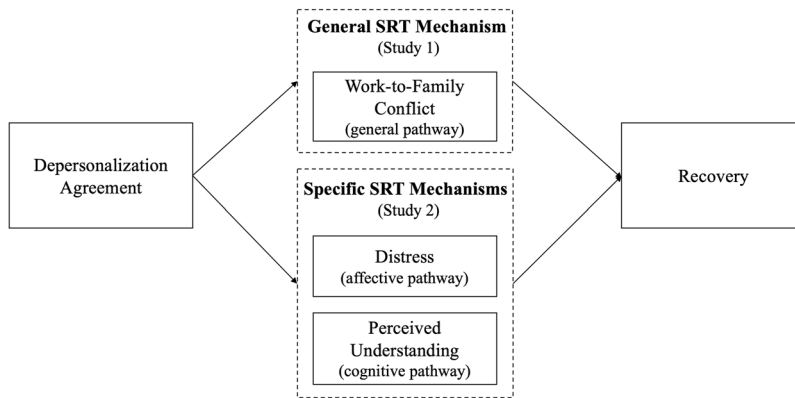 General SRT Mechanism
(Study 1)
Work-to-Family
Conflict
(general pathway)
Depersonalization
Agreement
Recovery
Specific SRT Mechanisms
(Study 2)
Distress
(affective pathway)
Perceived
Understanding
(cognitive pathway)